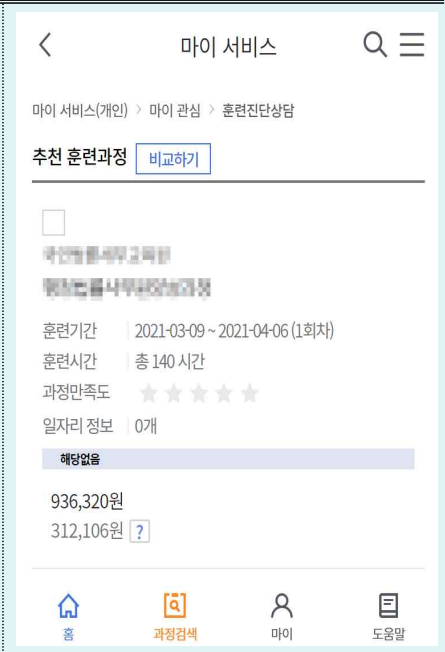 마이 서비스
마이 서비스(개인) > 마이 관심 > 훈련진단상담
추천 훈련과정 비교하기
훈련기간 2021-03-09 ~ 2021-04-06 (1회차)
훈련시간 총 140 시간
과정만족도 ★★★★★
일자리 정보 0개
해당없음
936,320원
312,106원 ?
홈 과정검색 마이 도움말